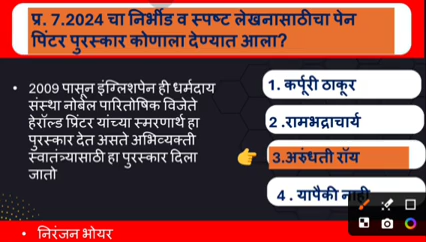 प्र. 7.2024 चा निर्भीड व स्पष्ट लेखनासाठीचा पेन
पिंटर पुरस्कार कोणाला देण्यात आला?
• 2009 पासून इंग्लिशपेन ही धर्मदाय
संस्था नोबेल पारितोषिक विजेते
हेरॉल्ड प्रिंटर यांच्या स्मरणार्थ हा
पुरस्कार देत असते अभिव्यक्ती
स्वातंत्र्यासाठी हा पुरस्कार दिला
जातो
1. कर्पूरी ठाकूर
2 .रामभद्राचार्य
3.अरुंधती रॉय
4 . यापैकी नाही
• निरंजन भोयर